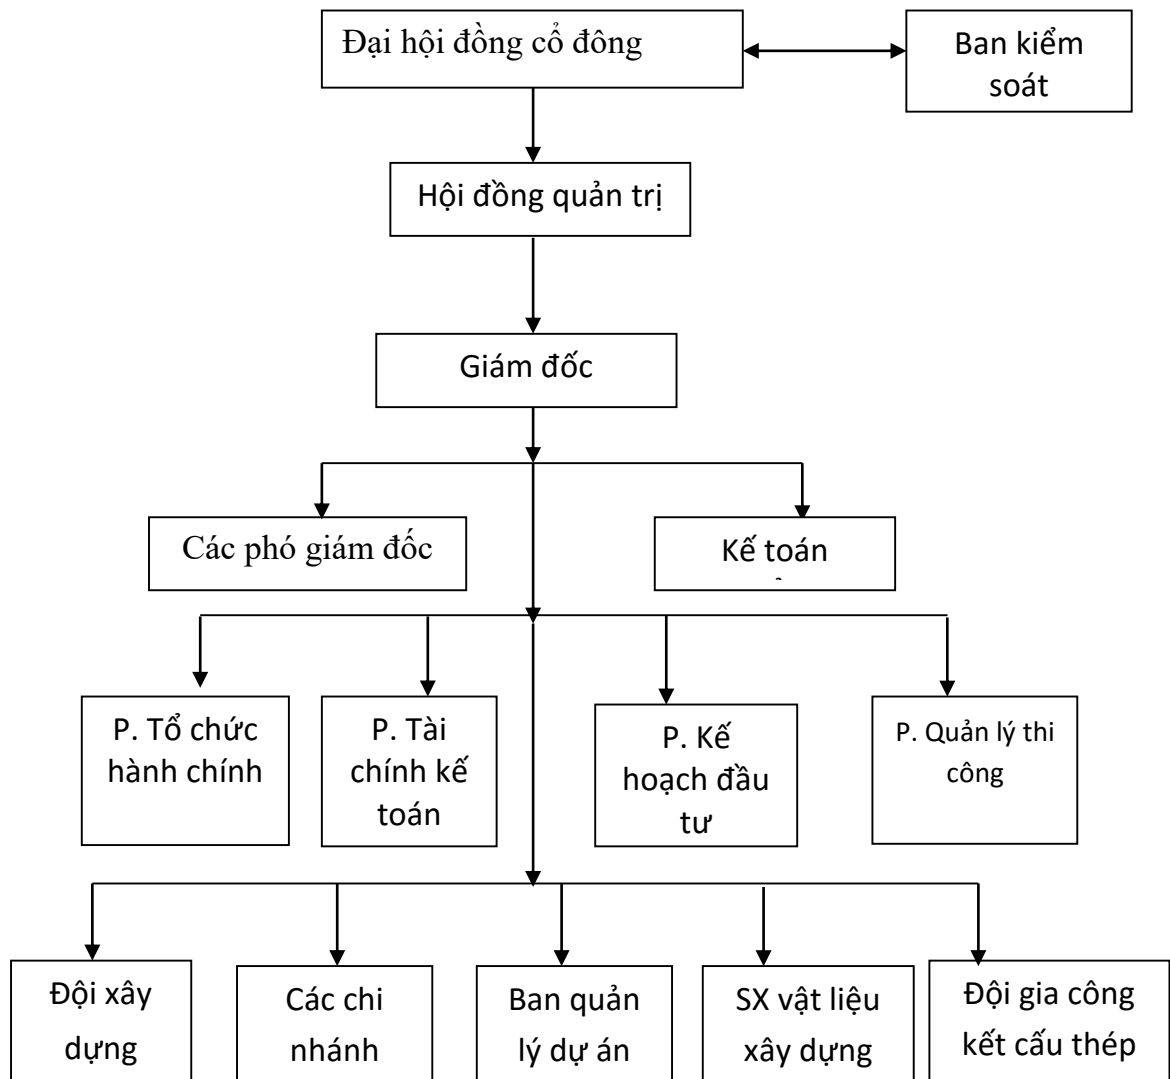 Đại hội đồng cổ đông
Ban kiểm
soát
Hội đồng quản trị
Giám đốc
Các phó giám đốc
Kế toán
P. Tổ chức
hành chính
P. Tài
chính kế
toán
P. Kế
hoạch đầu
tư
P. Quản lý thi
công
Đội xây
dựng
Các chi
nhánh
Ban quản
lý dự án
SX vật liệu
xây dựng
Đội gia công
kết cấu thép